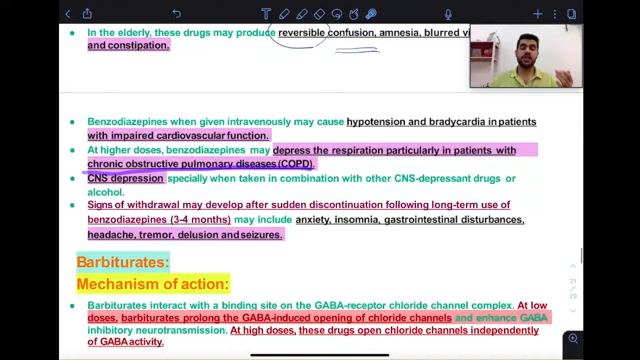 In the elderly, these drugs may produce reversible confusion, amnesia, blurred
and constipation.
Benzodiazepines when given intravenously may cause hypotension and bradycardia in patients
with impaired cardiovascular function.
At higher doses, benzodiazepines may depress the respiration particularly in patients with
chronic obstructive pulmonary diseases (COPD).
CNS depression specially when taken in combination with other CNS-depressant drugs or
alcohol.
Signs of withdrawal may develop after sudden discontinuation following long-term use of
benzodiazepines (3-4 months) may include anxiety, insomnia, gastrointestinal disturbances,
headache, tremor, delusion and seizures.
Barbiturates:
Mechanism of action:
Barbiturates interact with a binding site on the GABA-receptor chloride channel complex. At low
doses, barbiturates prolong the GABA-induced opening of chloride channels and enhance GABA
inhibitory neurotransmission. At high doses, these drugs open chloride channels independently
of GABA activity.
21
29